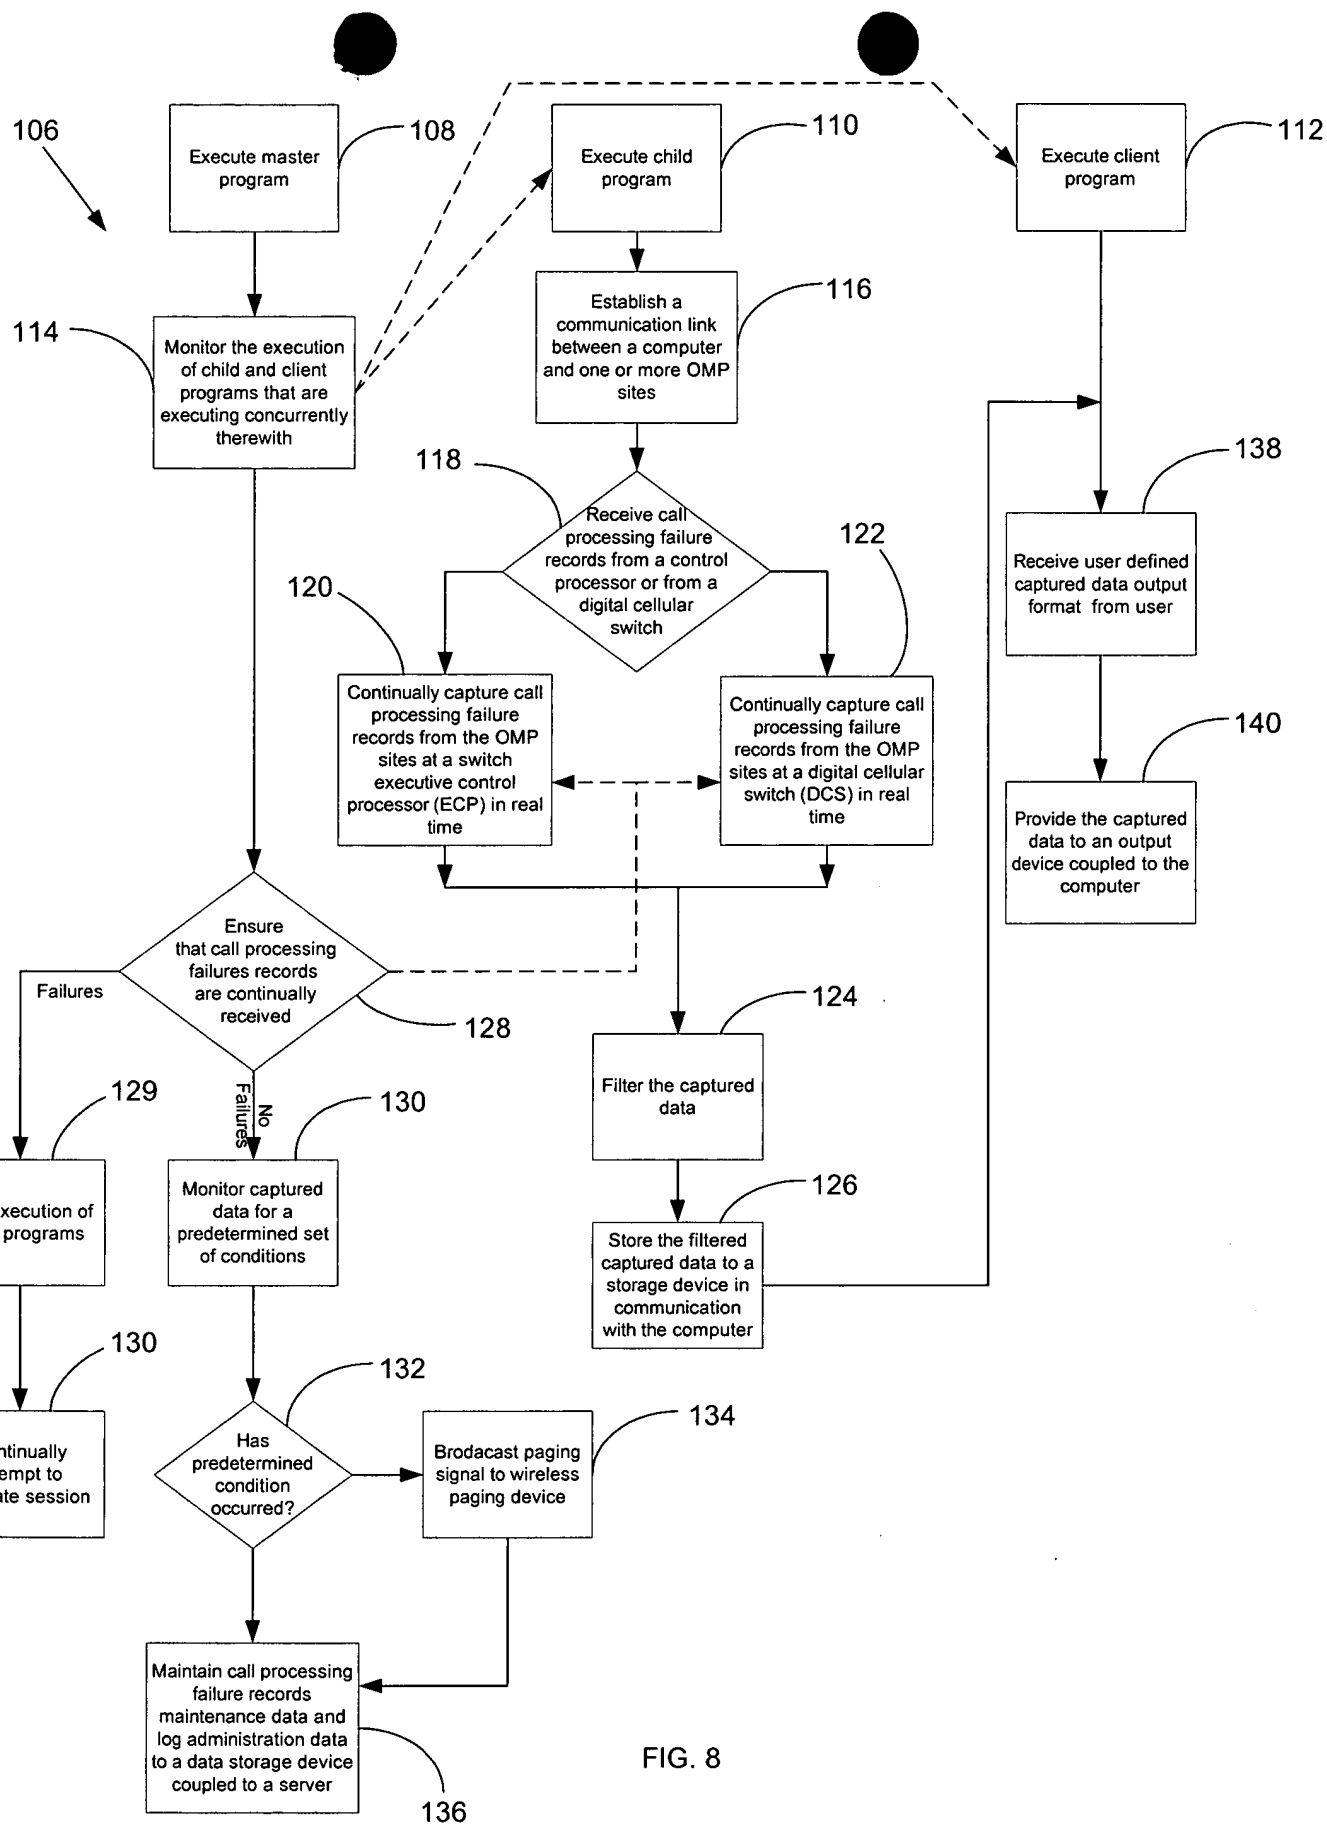 106
108
Execute master
program
110
Execute child
program
112
Execute client
program
114
Monitor the execution
of child and client
programs that are
executing concurrently
therewith
116
Establish a
communication link
between a computer
and one or more OMP
sites
118
Receive call
processing failure
records from a control
processor or from a
digital cellular
switch
120
Continually capture call
processing failure
records from the OMP
sites at a switch
executive control
processor (ECP) in real
time
122
Continually capture call
processing failure
records from the OMP
sites at a digital cellular
switch (DCS) in real
time
138
Receive user defined
captured data output
format from user
140
Provide the captured
data to an output
device coupled to the
computer
Ensure
that call processing
failures records
are continually
received
128
Failures
No
Failures
124
Filter the captured
data
126
Store the filtered
captured data to a
storage device in
communication
with the computer
129
xecution of
programs
130
Monitor captured
data for a
predetermined set
of conditions
130
ntinually
empt to
ate session
132
Has
predetermined
condition
occurred?
134
Brodacast paging
signal to wireless
paging device
Maintain call processing
failure records
maintenance data and
log administration data
to a data storage device
coupled to a server
136
FIG. 8